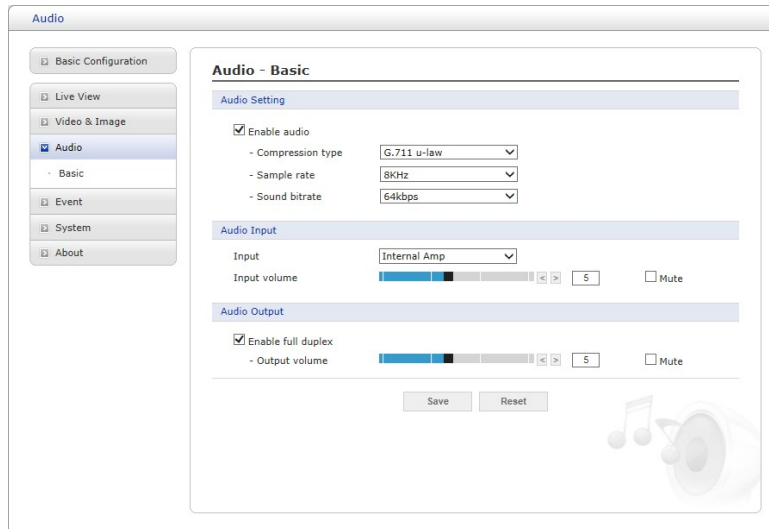 Audio
Basic Configuration
Live View
Video & Image
Audio
· Basic
Event
System
About
Audio - Basic
Audio Setting
Enable audio
- Compression type G.711 u-law
- Sample rate 8KHz
- Sound bitrate 64kbps
Audio Input
Input Internal Amp
Input volume < > 5 Mute
Audio Output
Enable full duplex
- Output volume < > 5 Mute
Save Reset